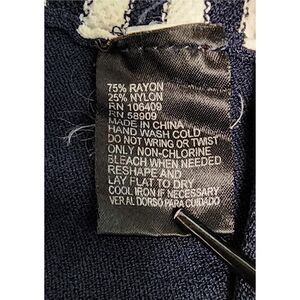 75% RAYON
25% NYLON
RN 106409
RN 58909
MADE IN CHINA
HAND WASH COLD
DO NOT WRING OR TWIST
ONLY NON-CHLORINE
BLEACH WHEN NEEDED
RESHAPE AND
LAY FLAT TO DRY
COOL IRON IF NECESSARY
VER AL DORSO PARA CUIDADO